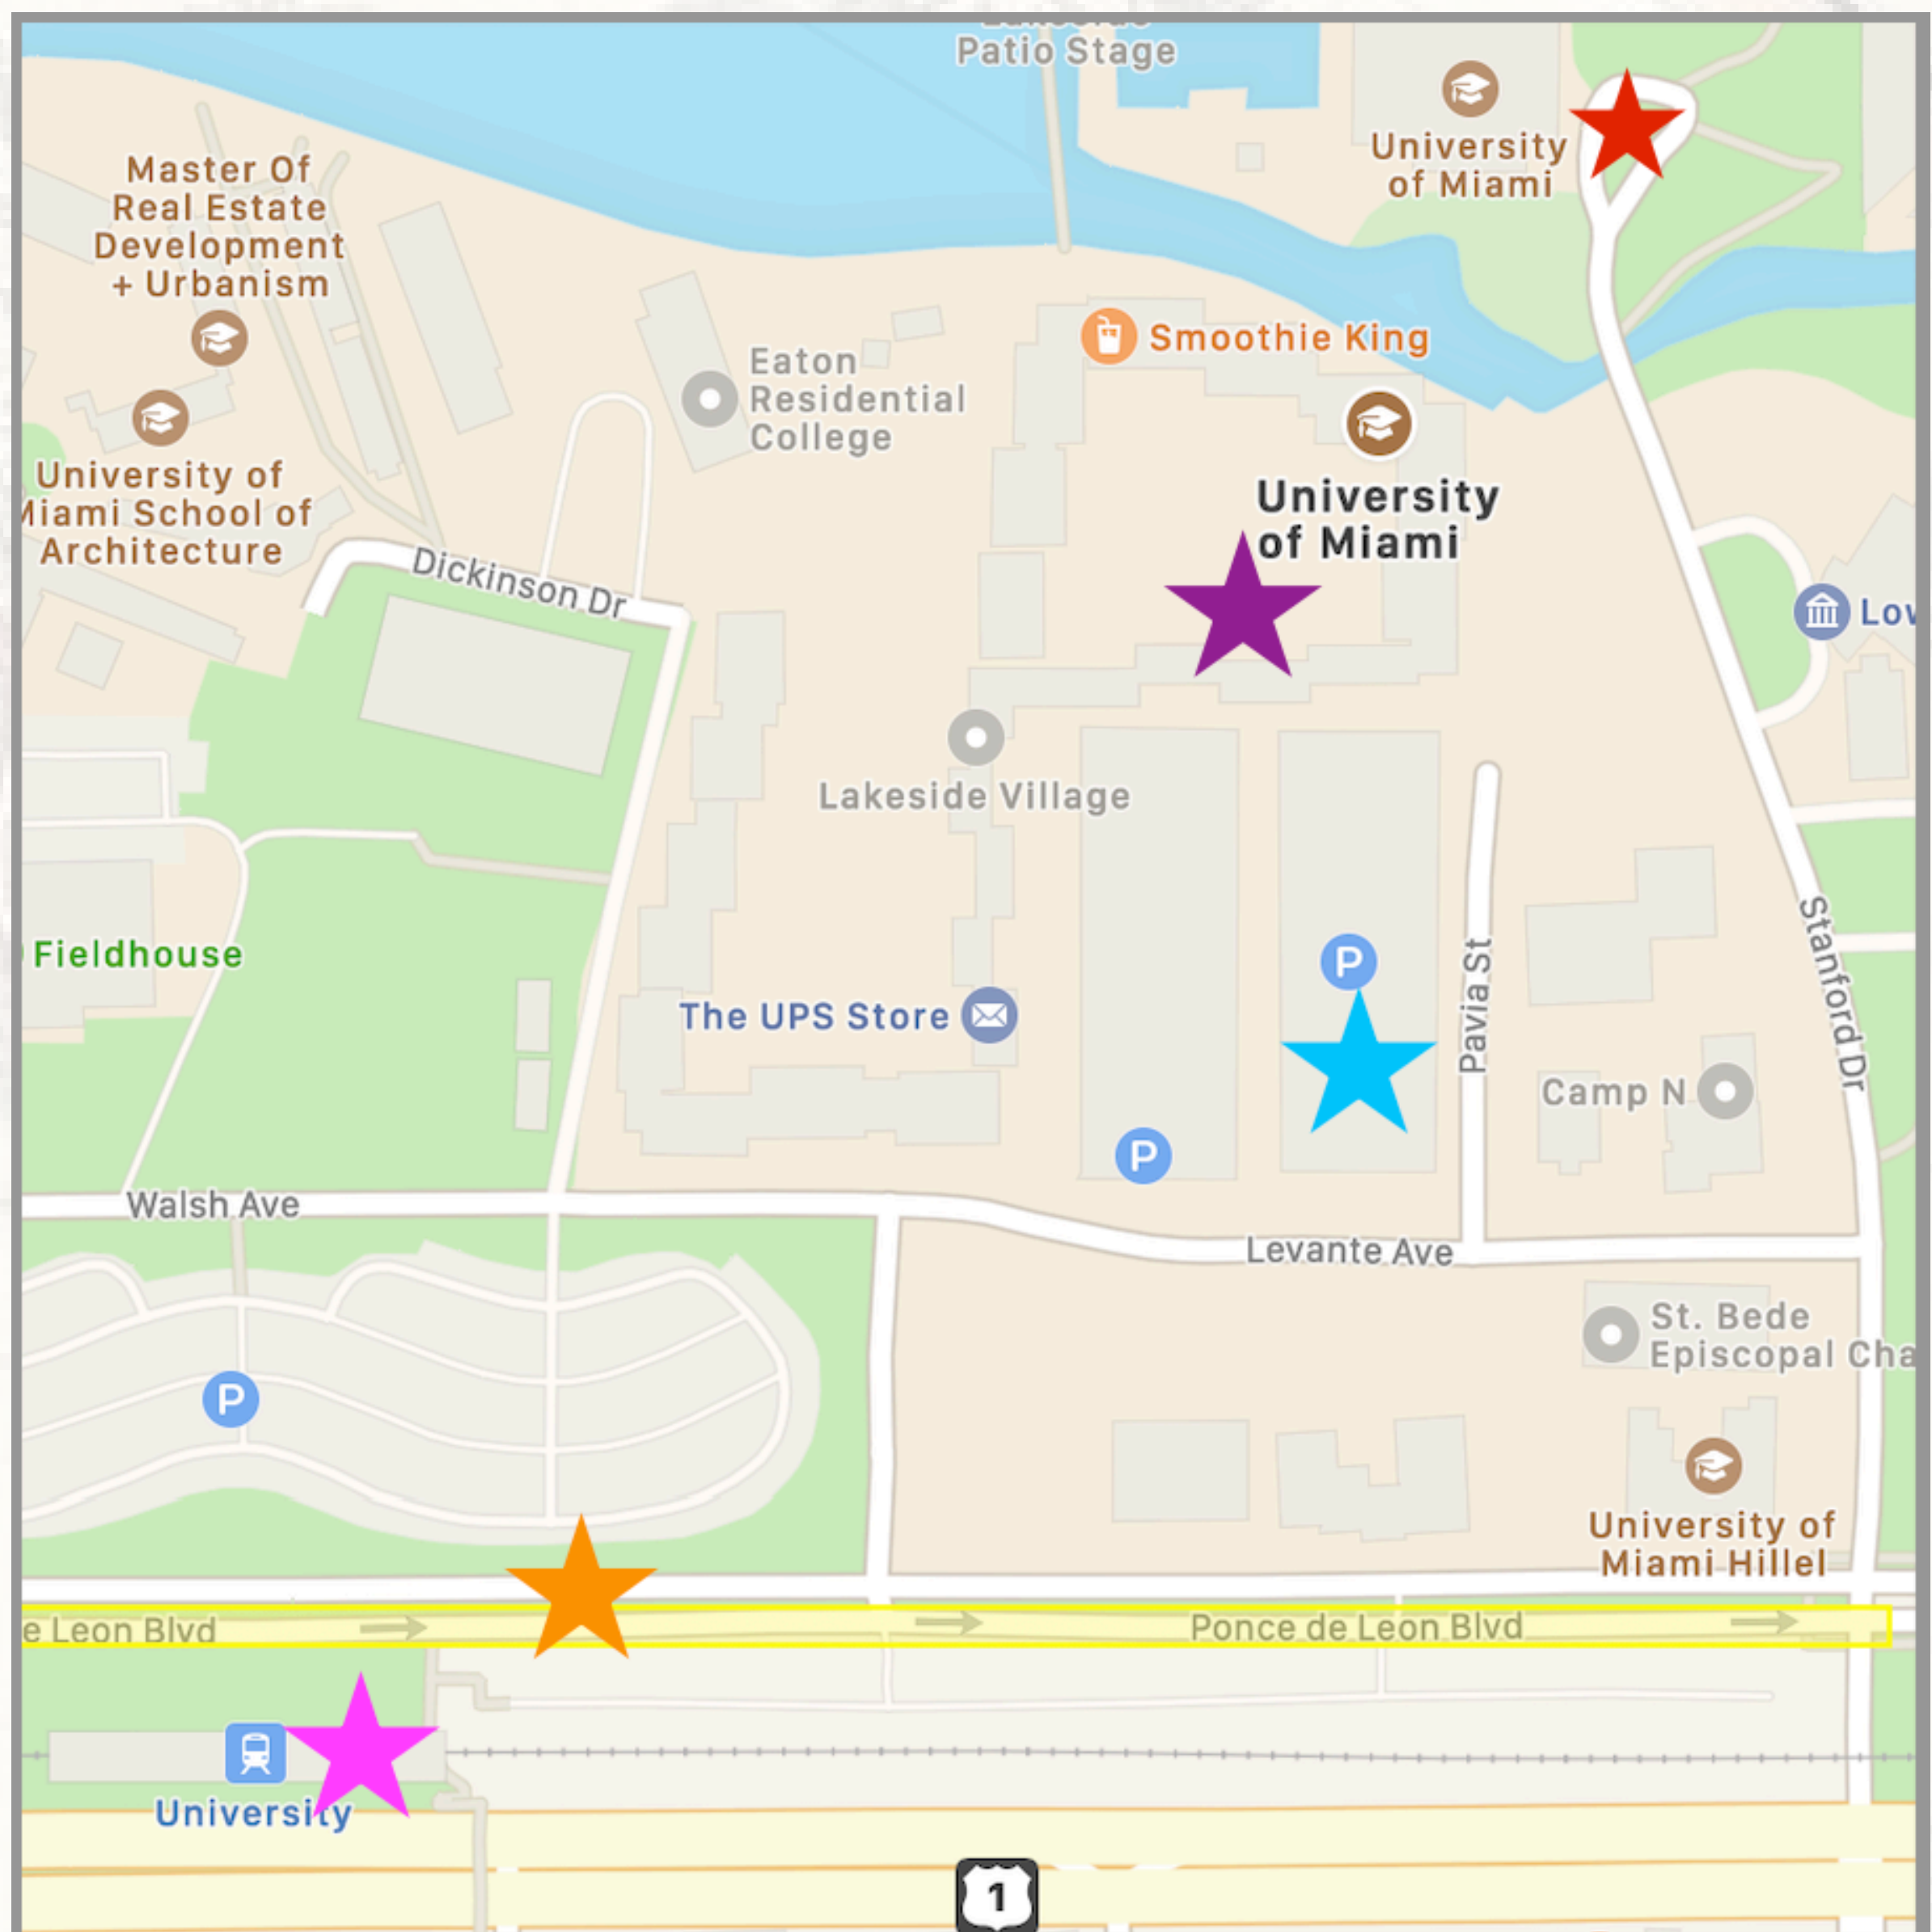 Lakeside
Patio Stage
University
of Miami
Master Of
Real Estate
Development
+ Urbanism
Smoothie King
Eaton
Residential
College
University of
Miami School of
Architecture
University
of Miami
Dickinson Dr
Low
Lakeside Village
Stanford Dr
Fieldhouse
P
Pavia St
The UPS Store
Camp N
P
Walsh Ave
Levante Ave
St. Bede
Episcopal Cha
P
University of
Miami Hillel
e Leon Blvd
Ponce de Leon Blvd
University
1